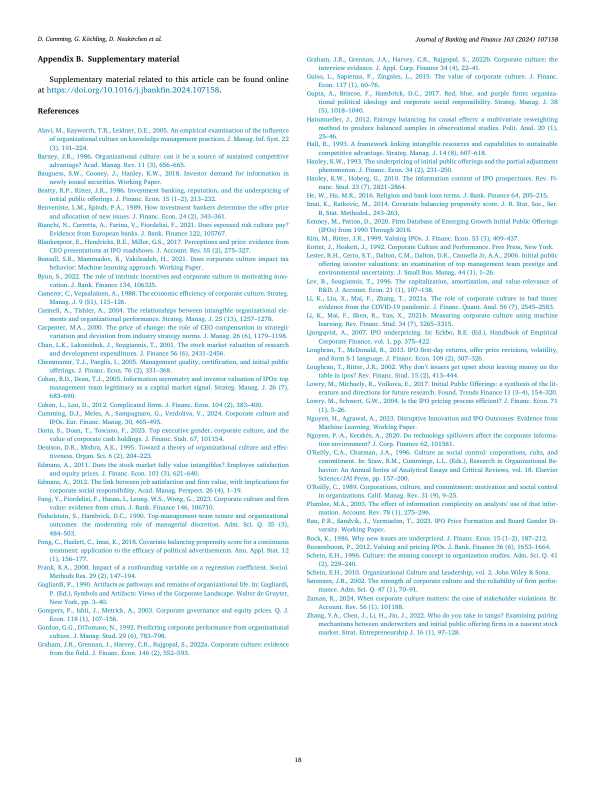 D. Cumming, G. Köchling, D. Neukirchen et al.
Journal of Banking and Finance 163 (2024) 107158
Appendix B. Supplementary material
Supplementary material related to this article can be found online
at https://doi.org/10.1016/j.jbankfin.2024.107158.
References
Alavi, M., Kayworth, T.R., Leidner, D.E., 2005. An empirical examination of the influence
of organizational culture on knowledge management practices. J. Manag. Inf. Syst. 22
(3), 191–224.
Barney, J.B., 1986. Organizational culture: can it be a source of sustained competitive
advantage? Acad. Manag. Rev. 11 (3), 656–665.
Bauguess, S.W., Cooney, J., Hanley, K.W., 2018. Investor demand for information in
newly issued securities. Working Paper.
Beatty, R.P., Ritter, J.R., 1986. Investment banking, reputation, and the underpricing of
initial public offerings. J. Financ. Econ. 15 (1–2), 213–232.
Benveniste, L.M., Spindt, P.A., 1989. How investment bankers determine the offer price
and allocation of new issues. J. Financ. Econ. 24 (2), 343–361.
Bianchi, N., Carretta, A., Farina, V., Fiordelisi, F., 2021. Does espoused risk culture pay?
Evidence from European banks. J. Bank. Finance 122, 105767.
Blankespoor, E., Hendricks, B.E., Miller, G.S., 2017. Perceptions and price: evidence from
CEO presentations at IPO roadshows. J. Account. Res. 55 (2), 275–327.
Bonsall, S.B., Mammadov, B., Vakilzadeh, H., 2021. Does corporate culture impact tax
behavior: Machine learning approach. Working Paper.
Byun, S., 2022. The role of intrinsic incentives and corporate culture in motivating inno-
vation. J. Bank. Finance 134, 106325.
Camerer, C., Vepsalainen, A., 1988. The economic efficiency of corporate culture. Strateg.
Manag. J. 9 (S1), 115–126.
Carmeli, A., Tishler, A., 2004. The relationships between intangible organizational ele-
ments and organizational performance. Strateg. Manag. J. 25 (13), 1257–1278.
Carpenter, M.A., 2000. The price of change: the role of CEO compensation in strategic
variation and deviation from industry strategy norms. J. Manag. 26 (6), 1179–1198.
Chan, L.K., Lakonishok, J., Sougiannis, T., 2001. The stock market valuation of research
and development expenditures. J. Finance 56 (6), 2431–2456.
Chemmanur, T.J., Paeglis, I., 2005. Management quality, certification, and initial public
offerings. J. Financ. Econ. 76 (2), 331–368.
Cohen, B.D., Dean, T.J., 2005. Information asymmetry and investor valuation of IPOs: top
management team legitimacy as a capital market signal. Strateg. Manag. J. 26 (7),
683–690.
Cohen, L., Lou, D., 2012. Complicated firms. J. Financ. Econ. 104 (2), 383–400.
Cumming, D.J., Meles, A., Sampagnaro, G., Verdoliva, V., 2024. Corporate culture and
IPOs. Eur. Financ. Manag. 30, 465–495.
Datta, S., Doan, T., Toscano, F., 2023. Top executive gender, corporate culture, and the
value of corporate cash holdings. J. Financ. Stab. 67, 101154.
Denison, D.R., Mishra, A.K., 1995. Toward a theory of organizational culture and effec-
tiveness. Organ. Sci. 6 (2), 204–223.
Edmans, A., 2011. Does the stock market fully value intangibles? Employee satisfaction
and equity prices. J. Financ. Econ. 101 (3), 621–640.
Edmans, A., 2012. The link between job satisfaction and firm value, with implications for
corporate social responsibility. Acad. Manag. Perspect. 26 (4), 1–19.
Fang, Y., Fiordelisi, F., Hasan, I., Leung, W.S., Wong, G., 2023. Corporate culture and firm
value: evidence from crisis. J. Bank. Finance 146, 106710.
Finkelstein, S., Hambrick, D.C., 1990. Top-management-team tenure and organizational
outcomes: the moderating role of managerial discretion. Adm. Sci. Q. 35 (3),
484–503.
Fong, C., Hazlett, C., Imai, K., 2018. Covariate balancing propensity score for a continuous
treatment: application to the efficacy of political advertisements. Ann. Appl. Stat. 12
(1), 156–177.
Frank, K.A., 2000. Impact of a confounding variable on a regression coefficient. Sociol.
Methods Res. 29 (2), 147–194.
Gagliardi, P., 1990. Artifacts as pathways and remains of organizational life. In: Gagliardi,
P. (Ed.), Symbols and Artifacts: Views of the Corporate Landscape. Walter de Gruyter,
New York, pp. 3–40.
Gompers, P., Ishii, J., Metrick, A., 2003. Corporate governance and equity prices. Q. J.
Econ. 118 (1), 107–156.
Gordon, G.G., DiTomaso, N., 1992. Predicting corporate performance from organizational
culture. J. Manag. Stud. 29 (6), 783–798.
Graham, J.R., Grennan, J., Harvey, C.R., Rajgopal, S., 2022a. Corporate culture: evidence
from the field. J. Financ. Econ. 146 (2), 552–593.
Graham, J.R., Grennan, J.A., Harvey, C.R., Rajgopal, S., 2022b. Corporate culture: the
interview evidence. J. Appl. Corp. Finance 34 (4), 22–41.
Guiso, L., Sapienza, P., Zingales, L., 2015. The value of corporate culture. J. Financ.
Econ. 117 (1), 60–76.
Gupta, A., Briscoe, F., Hambrick, D.C., 2017. Red, blue, and purple firms: organiza-
tional political ideology and corporate social responsibility. Strateg. Manag. J. 38
(5), 1018–1040.
Hainmueller, J., 2012. Entropy balancing for causal effects: a multivariate reweighting
method to produce balanced samples in observational studies. Polit. Anal. 20 (1),
25–46.
Hall, R., 1993. A framework linking intangible resources and capabilities to sustainable
competitive advantage. Strateg. Manag. J. 14 (8), 607–618.
Hanley, K.W., 1993. The underpricing of initial public offerings and the partial adjustment
phenomenon. J. Financ. Econ. 34 (2), 231–250.
Hanley, K.W., Hoberg, G., 2010. The information content of IPO prospectuses. Rev. Fi-
nanc. Stud. 23 (7), 2821–2864.
He, W., Hu, M.R., 2016. Religion and bank loan terms. J. Bank. Finance 64, 205–215.
Imai, K., Ratkovic, M., 2014. Covariate balancing propensity score. J. R. Stat. Soc., Ser.
B, Stat. Methodol., 243–263.
Kenney, M., Patton, D., 2020. Firm Database of Emerging Growth Initial Public Offerings
(IPOs) from 1990 Through 2018.
Kim, M., Ritter, J.R., 1999. Valuing IPOs. J. Financ. Econ. 53 (3), 409–437.
Kotter, J., Heskett, J., 1992. Corporate Culture and Performance. Free Press, New York.
Lester, R.H., Certo, S.T., Dalton, C.M., Dalton, D.R., Cannella Jr, A.A., 2006. Initial public
offering investor valuations: an examination of top management team prestige and
environmental uncertainty. J. Small Bus. Manag. 44 (1), 1–26.
Lev, B., Sougiannis, T., 1996. The capitalization, amortization, and value-relevance of
R&D. J. Account. Econ. 21 (1), 107–138.
Li, K., Liu, X., Mai, F., Zhang, T., 2021a. The role of corporate culture in bad times:
evidence from the COVID-19 pandemic. J. Financ. Quant. Anal. 56 (7), 2545–2583.
Li, K., Mai, F., Shen, R., Yan, X., 2021b. Measuring corporate culture using machine
learning. Rev. Financ. Stud. 34 (7), 3265–3315.
Ljungqvist, A., 2007. IPO underpricing. In: Eckbo, B.E. (Ed.), Handbook of Empirical
Corporate Finance, vol. 1, pp. 375–422.
Loughran, T., McDonald, B., 2013. IPO first-day returns, offer price revisions, volatility,
and form S-1 language. J. Financ. Econ. 109 (2), 307–326.
Loughran, T., Ritter, J.R., 2002. Why don't issuers get upset about leaving money on the
table in ipos? Rev. Financ. Stud. 15 (2), 413–444.
Lowry, M., Michaely, R., Volkova, E., 2017. Initial Public Offerings: a synthesis of the lit-
erature and directions for future research. Found. Trends Finance 11 (3–4), 154–320.
Lowry, M., Schwert, G.W., 2004. Is the IPO pricing process efficient? J. Financ. Econ. 71
(1), 3–26.
Nguyen, H., Agrawal, A., 2023. Disruptive Innovation and IPO Outcomes: Evidence from
Machine Learning. Working Paper.
Nguyen, P.-A., Kecskés, A., 2020. Do technology spillovers affect the corporate informa-
tion environment? J. Corp. Finance 62, 101581.
O'Reilly, C.A., Chatman, J.A., 1996. Culture as social control: corporations, cults, and
commitment. In: Staw, B.M., Cummings, L.L. (Eds.), Research in Organizational Be-
havior: An Annual Series of Analytical Essays and Critical Reviews, vol. 18. Elsevier
Science/JAI Press, pp. 157–200.
O'Reilly, C., 1989. Corporations, culture, and commitment: motivation and social control
in organizations. Calif. Manag. Rev. 31 (9), 9–25.
Plumlee, M.A., 2003. The effect of information complexity on analysts' use of that infor-
mation. Account. Rev. 78 (1), 275–296.
Rau, P.R., Sandvik, J., Vermaelen, T., 2023. IPO Price Formation and Board Gender Di-
versity. Working Paper.
Rock, K., 1986. Why new issues are underpriced. J. Financ. Econ. 15 (1–2), 187–212.
Roosenboom, P., 2012. Valuing and pricing IPOs. J. Bank. Finance 36 (6), 1653–1664.
Schein, E.H., 1996. Culture: the missing concept in organization studies. Adm. Sci. Q. 41
(2), 229–240.
Schein, E.H., 2010. Organizational Culture and Leadership, vol. 2. John Wiley & Sons.
Sørensen, J.B., 2002. The strength of corporate culture and the reliability of firm perfor-
mance. Adm. Sci. Q. 47 (1), 70–91.
Zaman, R., 2024. When corporate culture matters: the case of stakeholder violations. Br.
Account. Rev. 56 (1), 101188.
Zhang, Y.A., Chen, J., Li, H., Jin, J., 2022. Who do you take to tango? Examining pairing
mechanisms between underwriters and initial public offering firms in a nascent stock
market. Strat. Entrepreneurship J. 16 (1), 97–128.
18